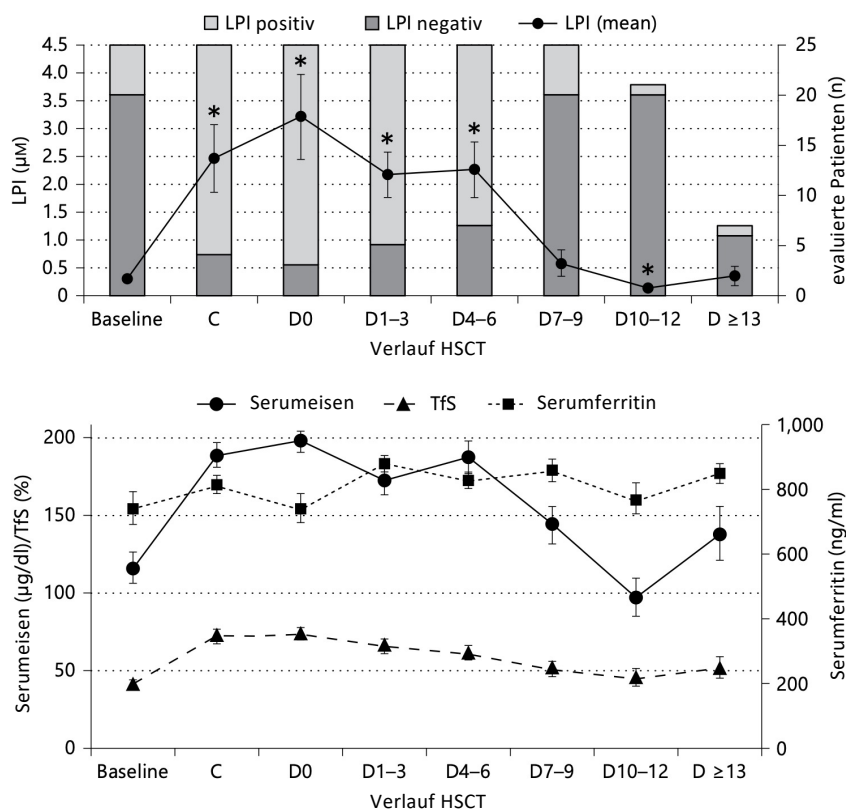 LPI positiv LPI negativ LPI (mean)
LPI (µM)
4.5
4.0
3.5
3.0
2.5
2.0
1.5
1.0
0.5
0
* * * * *
25
20
15
10
5
0
evaluierte Patienten (n)
Baseline C D0 D1–3 D4–6 D7–9 D10–12 D ≥13
Verlauf HSCT
Serumeisen TfS Serumferritin
Serumeisen (µg/dl)/TfS (%)
200
150
100
50
0
1,000
800
600
400
200
0
Serumferritin (ng/ml)
Baseline C D0 D1–3 D4–6 D7–9 D10–12 D ≥13
Verlauf HSCT